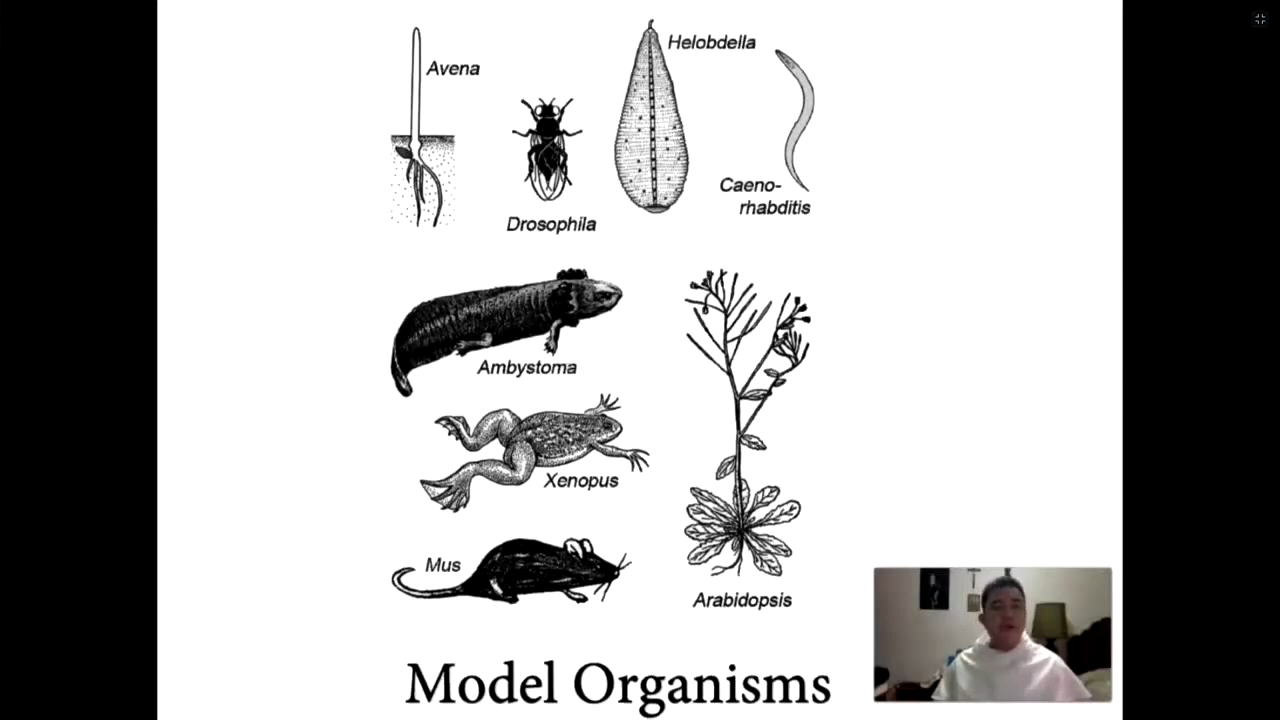 Avena
Helobdella
Drosophila
Caeno-
rhabditis
Ambystoma
Xenopus
Mus
Arabidopsis
Model Organisms